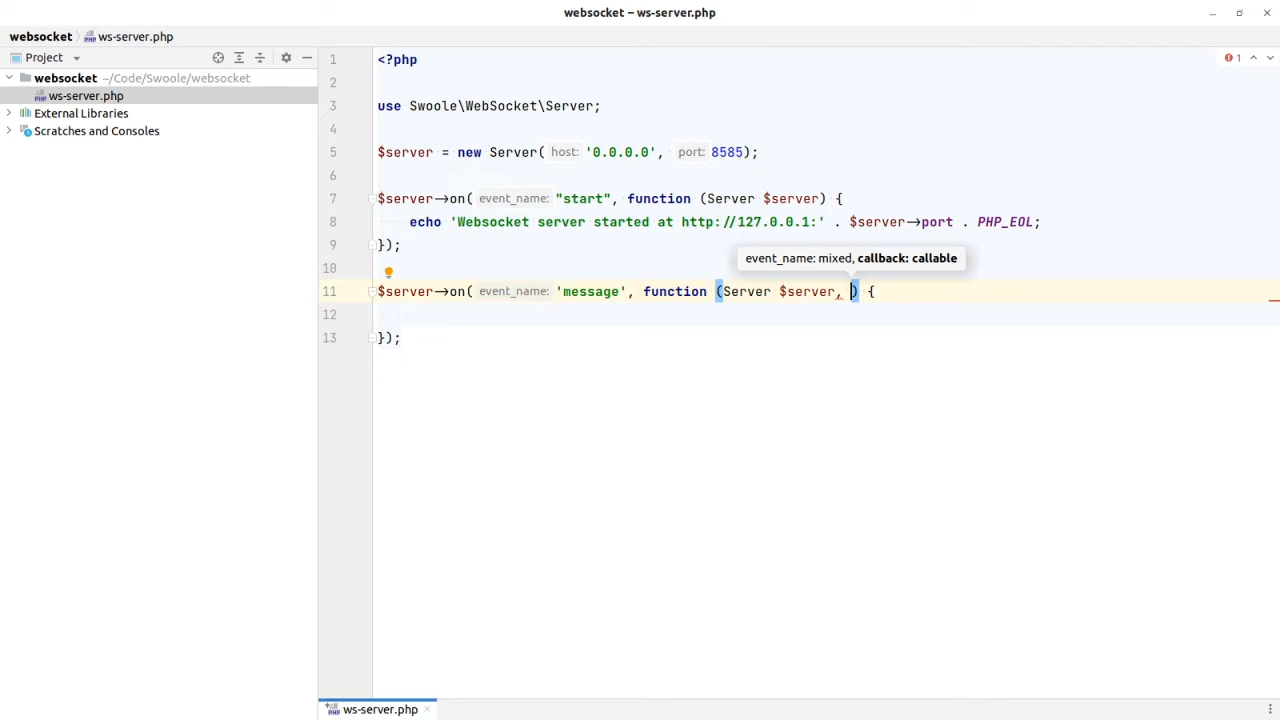 websocket – ws-server.php
websocket ws-server.php
Project
websocket ~/Code/Swoole/websocket
ws-server.php
External Libraries
Scratches and Consoles
1
1 <?php
2
3 use Swoole\WebSocket\Server;
4
5 $server = new Server( host: '0.0.0.0', port: 8585);
6
7 $server->on( event_name: "start", function (Server $server) {
8 echo 'Websocket server started at http://127.0.0.1:' . $server->port . PHP_EOL;
9 });
event_name: mixed, callback: callable
10
11 $server->on( event_name: 'message', function (Server $server, ) {
12
13 });
ws-server.php